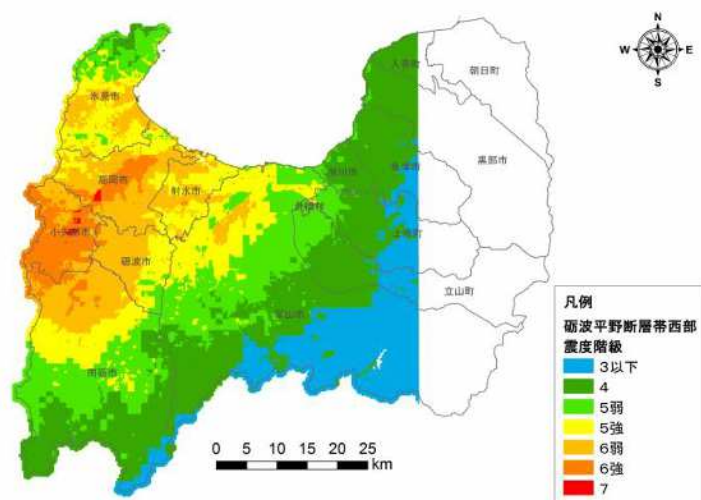 N
W
E
S
入善町
朝日町
氷見市
黒部市
高岡市
滑川市
魚津市
射水市
舟橋村
小矢部市
上市町
砺波市
立山町
富山市
南砺市
凡例
砺波平野断層帯西部
震度階級
3以下
4
5弱
5強
6弱
6強
7
0 5 10 15 20 25
km